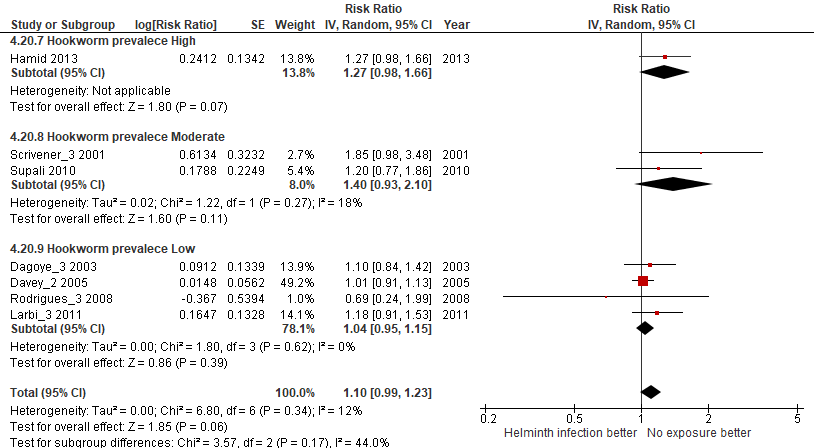 Risk Ratio Risk Ratio
Study or Subgroup log[Risk Ratio] SE Weight IV, Random, 95% CI Year IV, Random, 95% CI
4.20.7 Hookworm prevalece High
Hamid 2013 0.2412 0.1342 13.8% 1.27 [0.98, 1.66] 2013
Subtotal (95% CI) 13.8% 1.27 [0.98, 1.66]
Heterogeneity: Not applicable
Test for overall effect: Z = 1.80 (P = 0.07)
4.20.8 Hookworm prevalece Moderate
Scrivener_3 2001 0.6134 0.3232 2.7% 1.85 [0.98, 3.48] 2001
Supali 2010 0.1788 0.2249 5.4% 1.20 [0.77, 1.86] 2010
Subtotal (95% CI) 8.0% 1.40 [0.93, 2.10]
Heterogeneity: Tau² = 0.02; Chi² = 1.22, df = 1 (P = 0.27); I² = 18%
Test for overall effect: Z = 1.60 (P = 0.11)
4.20.9 Hookworm prevalece Low
Dagoye_3 2003 0.0912 0.1339 13.9% 1.10 [0.84, 1.42] 2003
Davey_2 2005 0.0148 0.0562 49.2% 1.01 [0.91, 1.13] 2005
Rodrigues_3 2008 -0.367 0.5394 1.0% 0.69 [0.24, 1.99] 2008
Larbi_3 2011 0.1647 0.1328 14.1% 1.18 [0.91, 1.53] 2011
Subtotal (95% CI) 78.1% 1.04 [0.95, 1.15]
Heterogeneity: Tau² = 0.00; Chi² = 1.80, df = 3 (P = 0.62); I² = 0%
Test for overall effect: Z = 0.86 (P = 0.39)
Total (95% CI) 100.0% 1.10 [0.99, 1.23]
Heterogeneity: Tau² = 0.00; Chi² = 6.80, df = 6 (P = 0.34); I² = 12%
Test for overall effect: Z = 1.85 (P = 0.06)
Test for subgroup differences: Chi² = 3.57, df = 2 (P = 0.17), I² = 44.0%
0.2 0.5 1 2 5
Helminth infection better No exposure better